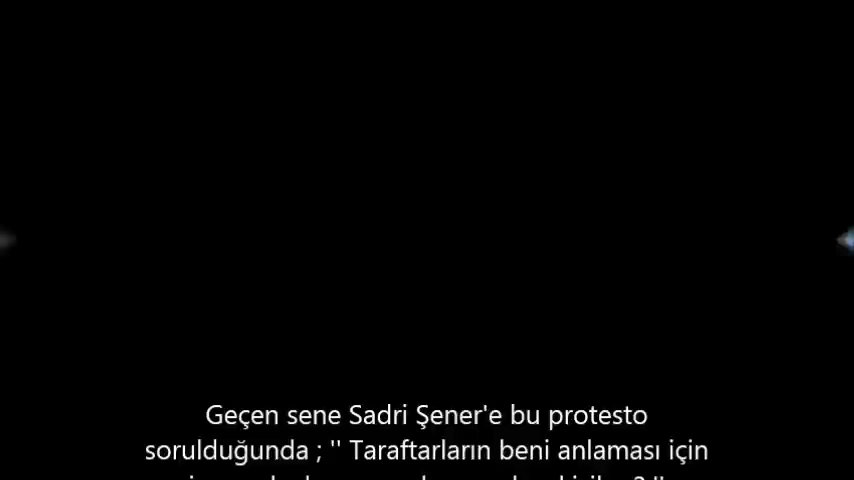 Geçen sene Sadri Şener'e bu protesto
sorulduğunda ; '' Taraftarların beni anlaması için